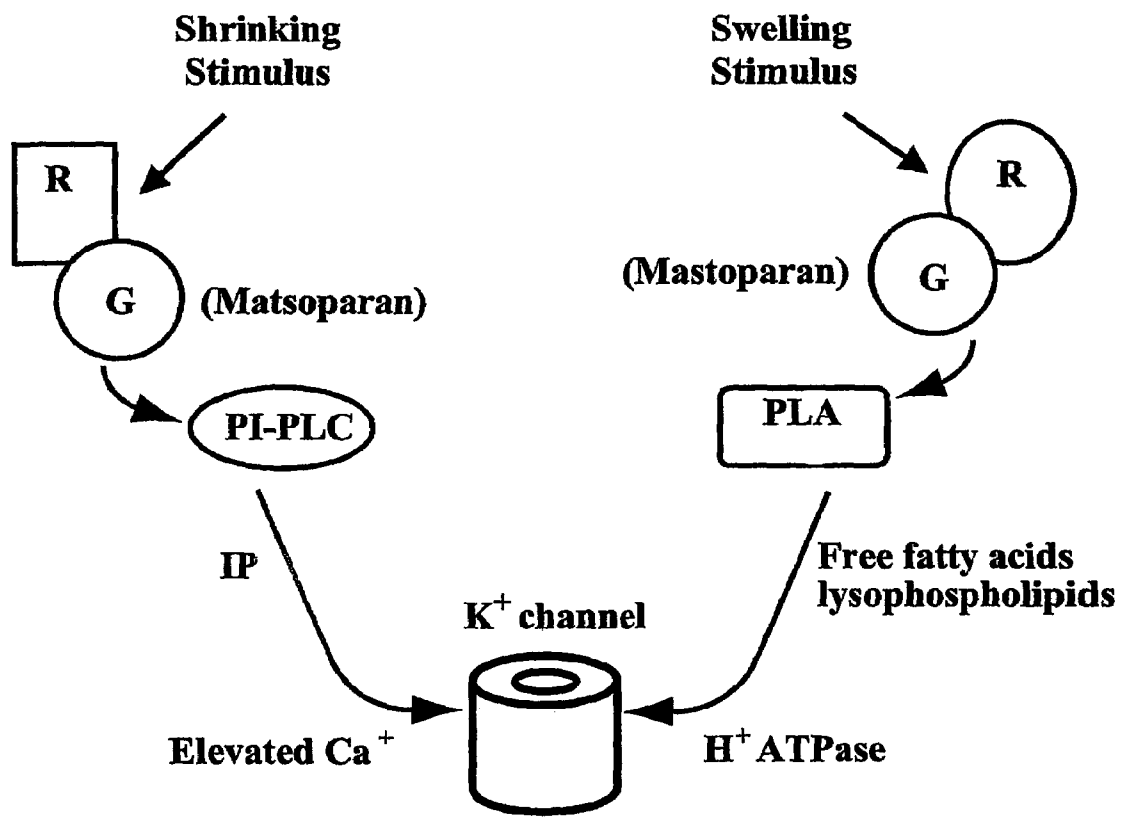 Shrinking
Stimulus
Swelling
Stimulus
R
R
G
(Matsoparan)
(Mastoparan)
G
PI-PLC
PLA
IP
Free fatty acids
lysophospholipids
K+ channel
Elevated Ca +
H+ ATPase